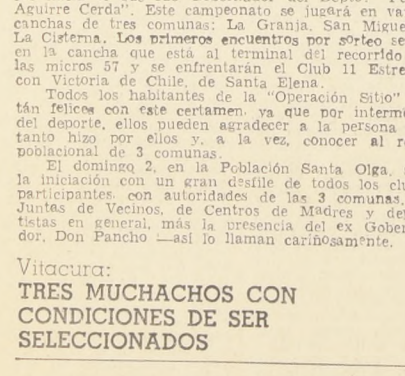 Aguirre Cerda". Este campeonato se jugará en va
canchas de tres comunas: La Granja, San Migue
La Cisterna. Los primeros encuentros por sorteo se
en la cancha que está al terminal del recorrido
las micros 57 y se enfrentarán el Club 11 Estre
con Victoria de Chile, de Santa Elena.
Todos los habitantes de la "Operación Sitio"
tán felices con este certamen, ya que por interm
del deporte, ellos pueden agradecer a la persona
tanto hizo por ellos y, a la vez, conocer al r
poblacional de 3 comunas.
El domingo 2, en la Población Santa Olga,
la iniciación con un gran desfile de todos los clu
participantes, con autoridades de las 3 comunas,
Juntas de Vecinos, de Centros de Madres y de
tistas en general, más la presencia del ex Gober
dor, Don Pancho —así lo llaman cariñosamente.
Vitacura:
TRES MUCHACHOS CON
CONDICIONES DE SER
SELECCIONADOS